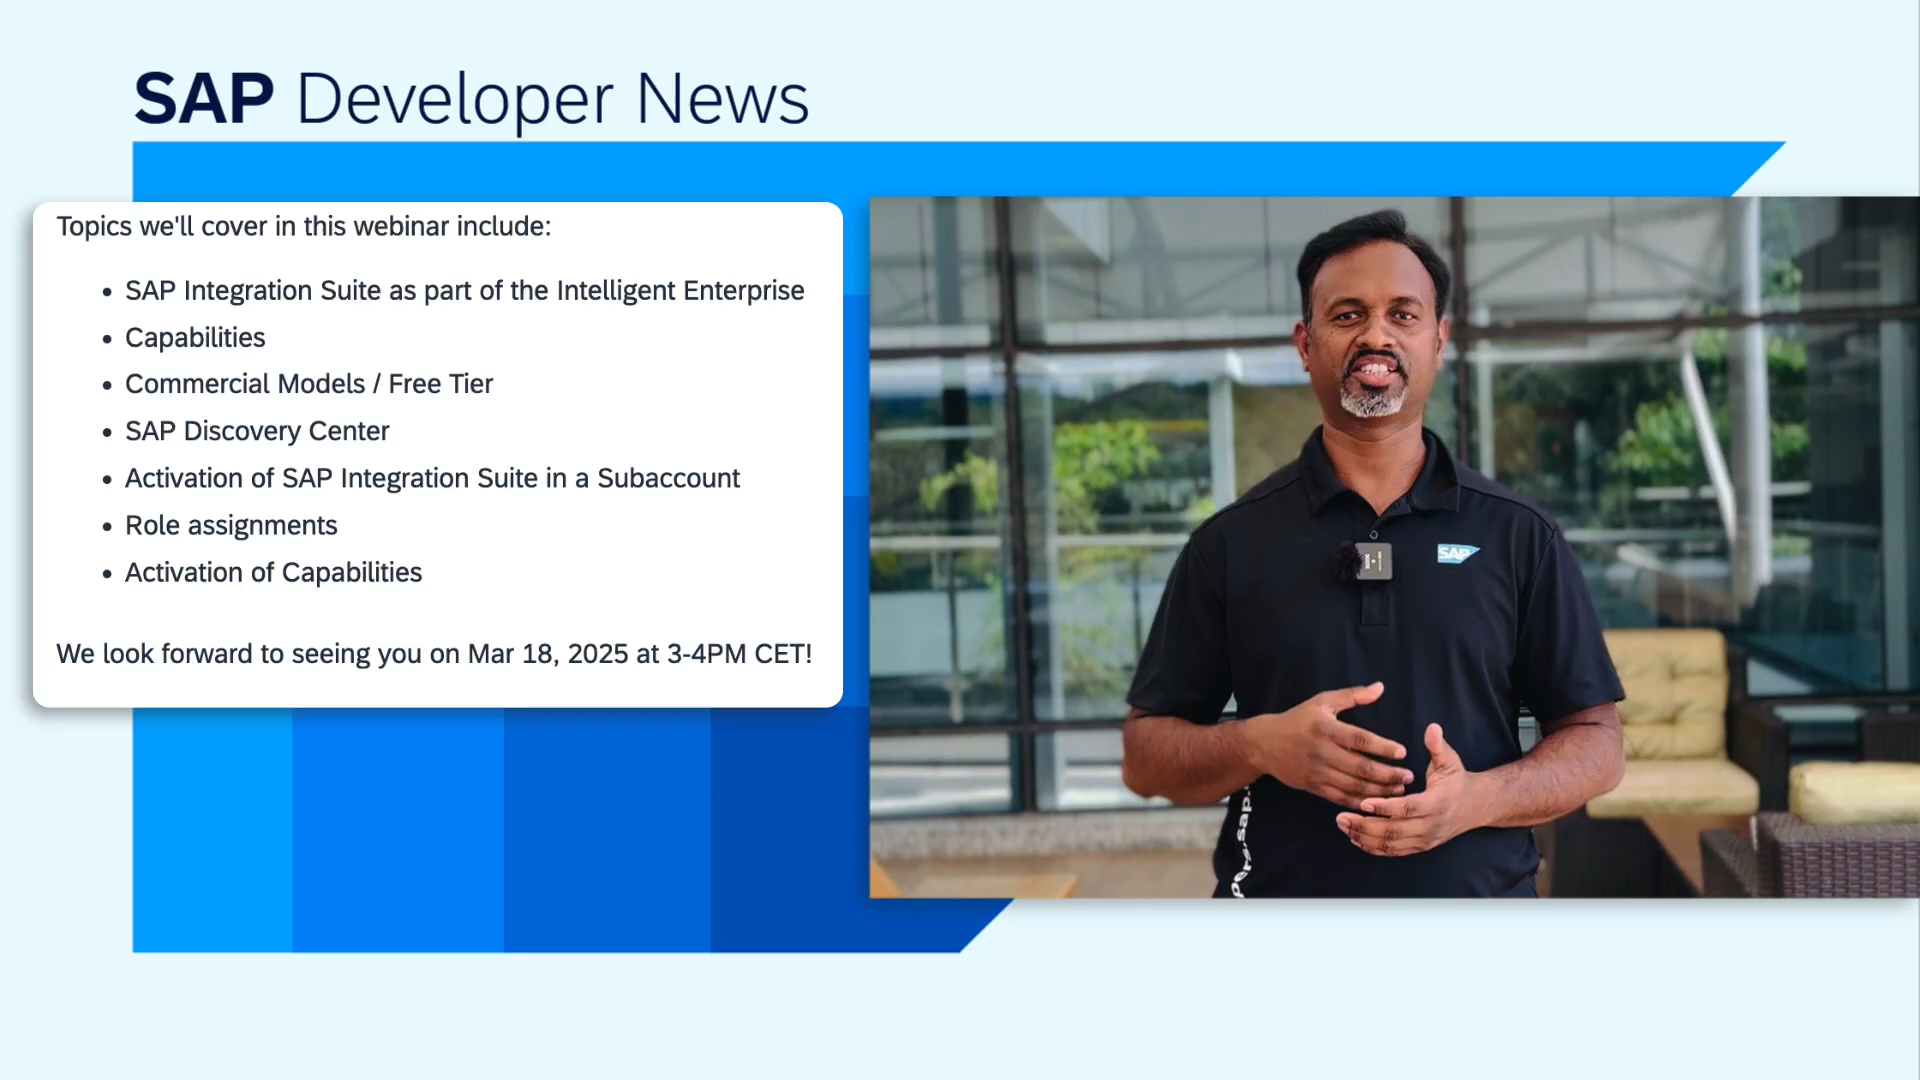 SAP Developer News
Topics we'll cover in this webinar include:
• SAP Integration Suite as part of the Intelligent Enterprise
• Capabilities
• Commercial Models / Free Tier
• SAP Discovery Center
• Activation of SAP Integration Suite in a Subaccount
• Role assignments
• Activation of Capabilities
We look forward to seeing you on Mar 18, 2025 at 3-4PM CET!
SAP